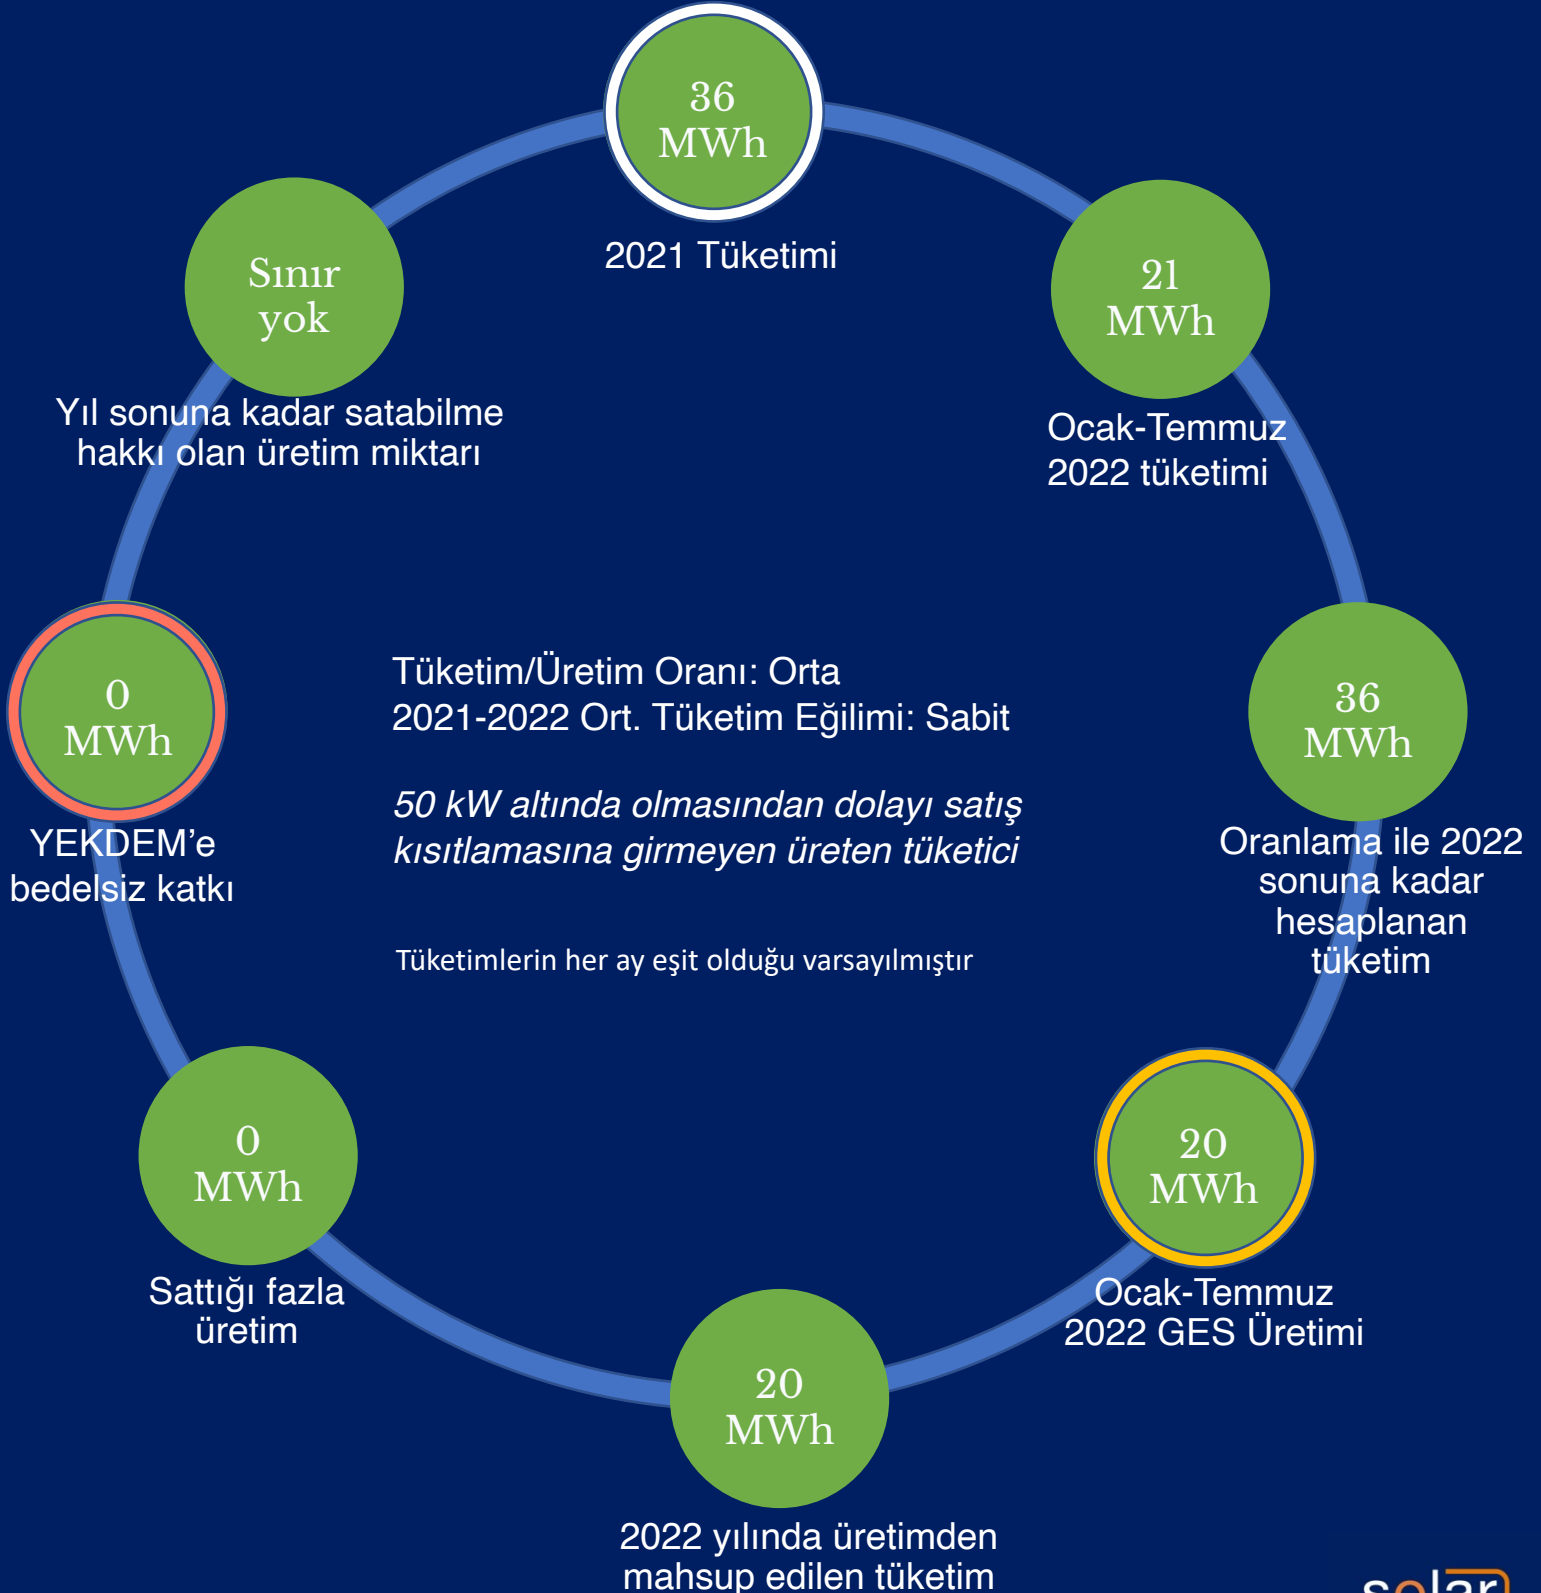 36
MWh
2021 Tüketimi
21
MWh
Ocak-Temmuz
2022 tüketimi
36
MWh
Oranlama ile 2022
sonuna kadar
hesaplanan
tüketim
20
MWh
Ocak-Temmuz
2022 GES Üretimi
20
MWh
2022 yılında üretimden
mahsup edilen tüketim
0
MWh
Sattığı fazla
üretim
0
MWh
YEKDEM’e
bedelsiz katkı
Sınır
yok
Yıl sonuna kadar satabilme
hakkı olan üretim miktarı
Tüketim/Üretim Oranı: Orta
2021-2022 Ort. Tüketim Eğilimi: Sabit
50 kW altında olmasından dolayı satış
kısıtlamasına girmeyen üreten tüketici
Tüketimlerin her ay eşit olduğu varsayılmıştır
solar